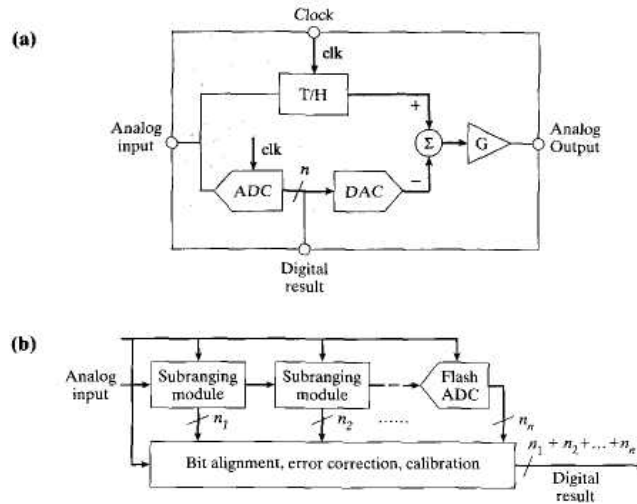 (a)
Clock
clk
T/H
+
Analog
input
clk
ADC
n
DAC
Σ
−
G
Analog
Output
Digital
result
(b)
Analog
input
Subranging
module
Subranging
module
Flash
ADC
n1
n2
......
nn
n1 + n2 +...+ nn
Bit alignment, error correction, calibration
Digital
result